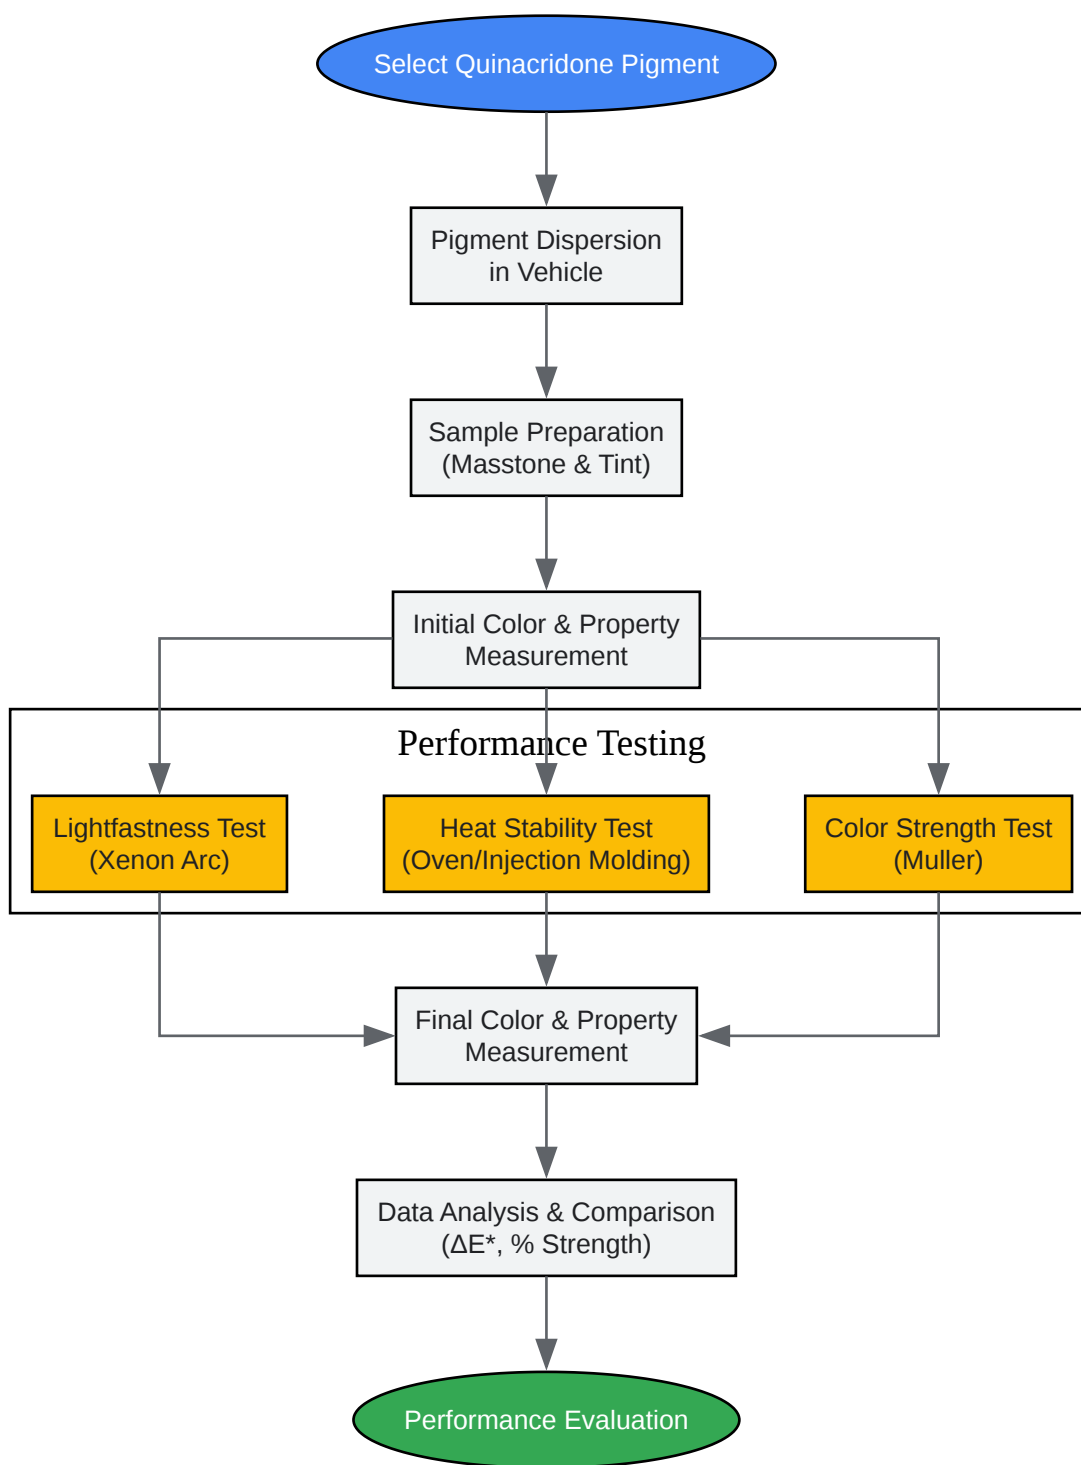 Select Quinacridone Pigment
Pigment Dispersion
in Vehicle
Sample Preparation
(Masstone & Tint)
Initial Color & Property
Measurement
Performance Testing
Lightfastness Test
(Xenon Arc)
Heat Stability Test
(Oven/Injection Molding)
Color Strength Test
(Muller)
Final Color & Property
Measurement
Data Analysis & Comparison
(ΔE*, % Strength)
Performance Evaluation